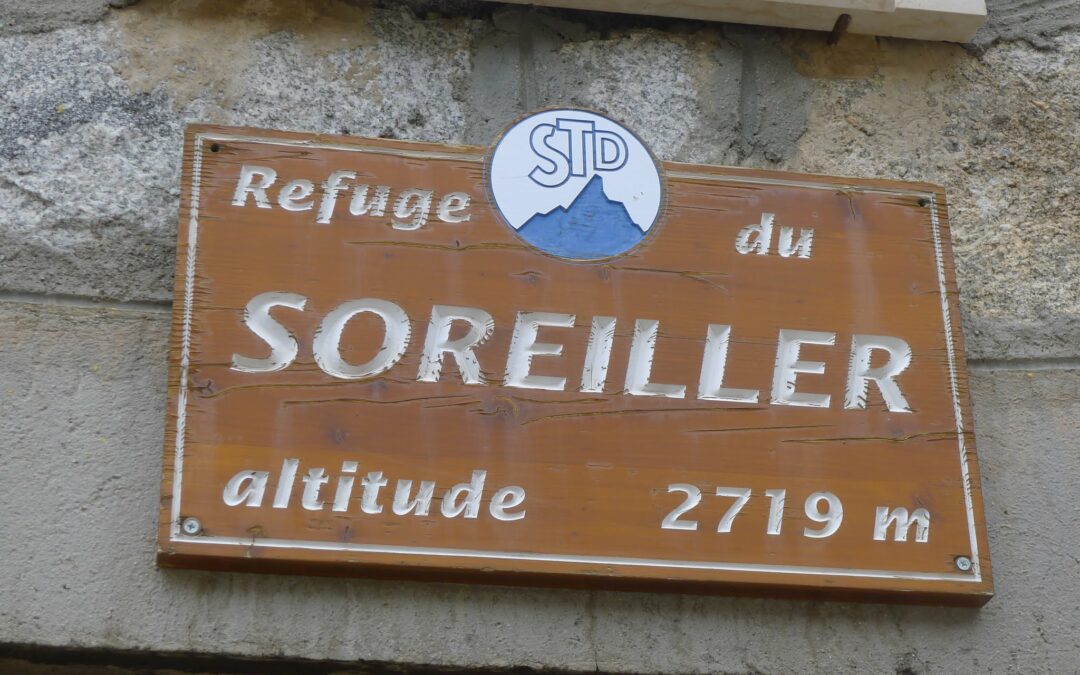 STD
Refuge du
SOREILLER
altitude 2719 m